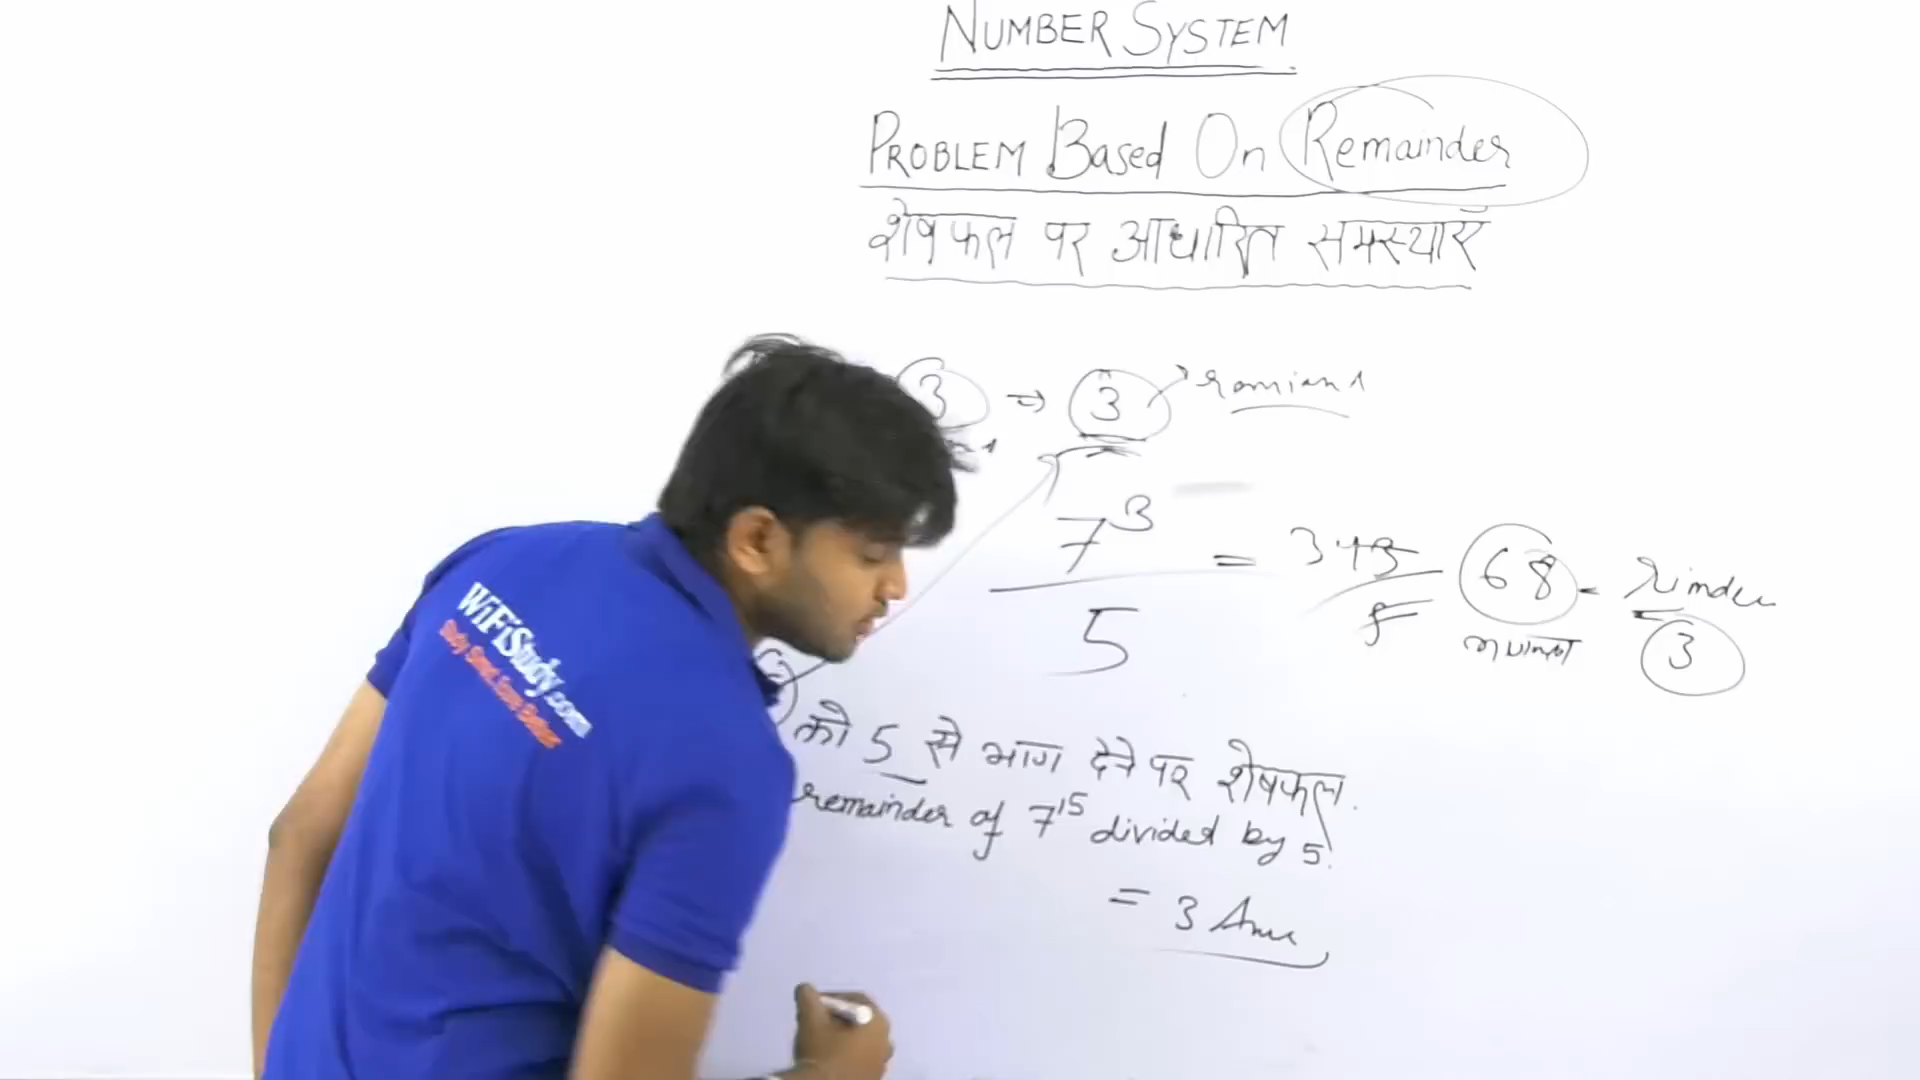 NUMBER SYSTEM
PROBLEM Based On Remainder
शेषफल पर आधारित समस्याएँ
3 ⇒ 3
7³
5
= 343
5
68
3
को 5 से भाग देने पर शेषफल.
remainder of 7¹⁵ divided by 5.
= 3 Ans
WiFiStudy.com